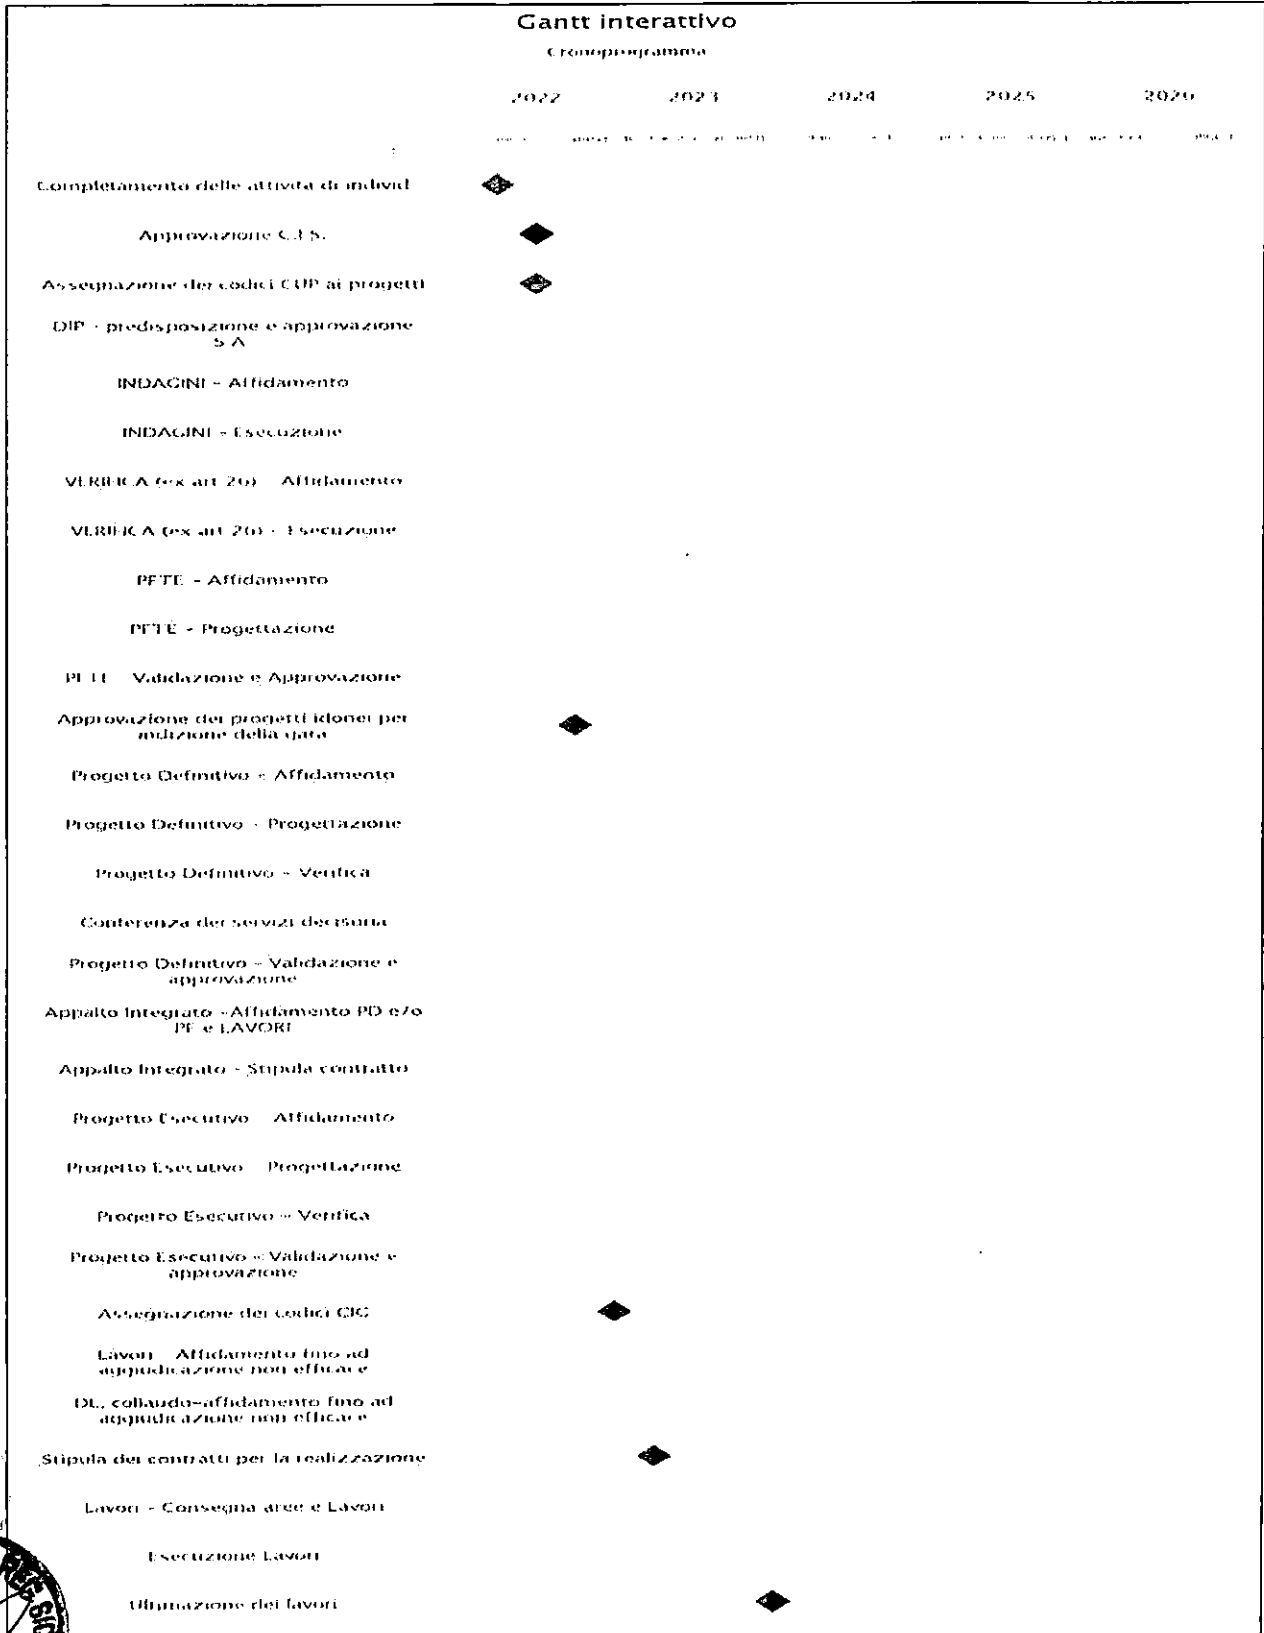 Gantt interattivo
Cronoprogramma
2022 2023 2024 2025 2026
Completamento delle attività di individ
Approvazione C.I.S.
Assegnazione dei codici CUP ai progetti
DIP - predisposizione e approvazione
S.A
INDAGINI - Affidamento
INDAGINI - Esecuzione
VERIFICA (ex art 26) - Affidamento
VERIFICA (ex art 26) - Esecuzione
PFTE - Affidamento
PFTE - Progettazione
PFTE - Validazione e Approvazione
Approvazione dei progetti idonei per
indizione della gara
Progetto Definitivo - Affidamento
Progetto Definitivo - Progettazione
Progetto Definitivo - Verifica
Conferenza dei servizi decisoria
Progetto Definitivo - Validazione e
approvazione
Appalto Integrato - Affidamento PD e/o
PE e LAVORI
Appalto Integrato - Stipula contratto
Progetto Esecutivo - Affidamento
Progetto Esecutivo - Progettazione
Progetto Esecutivo - Verifica
Progetto Esecutivo - Validazione e
approvazione
Assegnazione dei codici CIG
Lavori - Affidamento fino ad
aggiudicazione non efficace
DL, collaudo-affidamento fino ad
aggiudicazione non efficace
Stipula dei contratti per la realizzazione
Lavori - Consegna aree e Lavori
Esecuzione Lavori
Ultimazione dei lavori